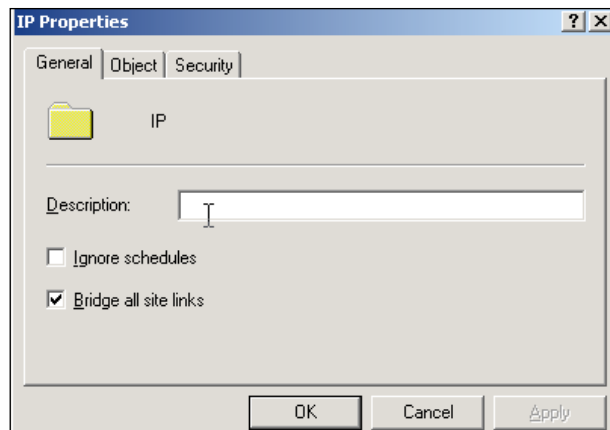 IP Properties
General Object Security
IP
Description:
Ignore schedules
Bridge all site links
OK Cancel Apply